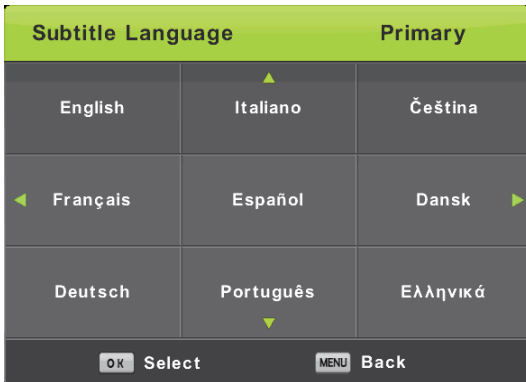 Subtitle Language Primary
English Italiano Čeština
Français Español Dansk
Deutsch Português Ελληνικά
OK Select MENU Back